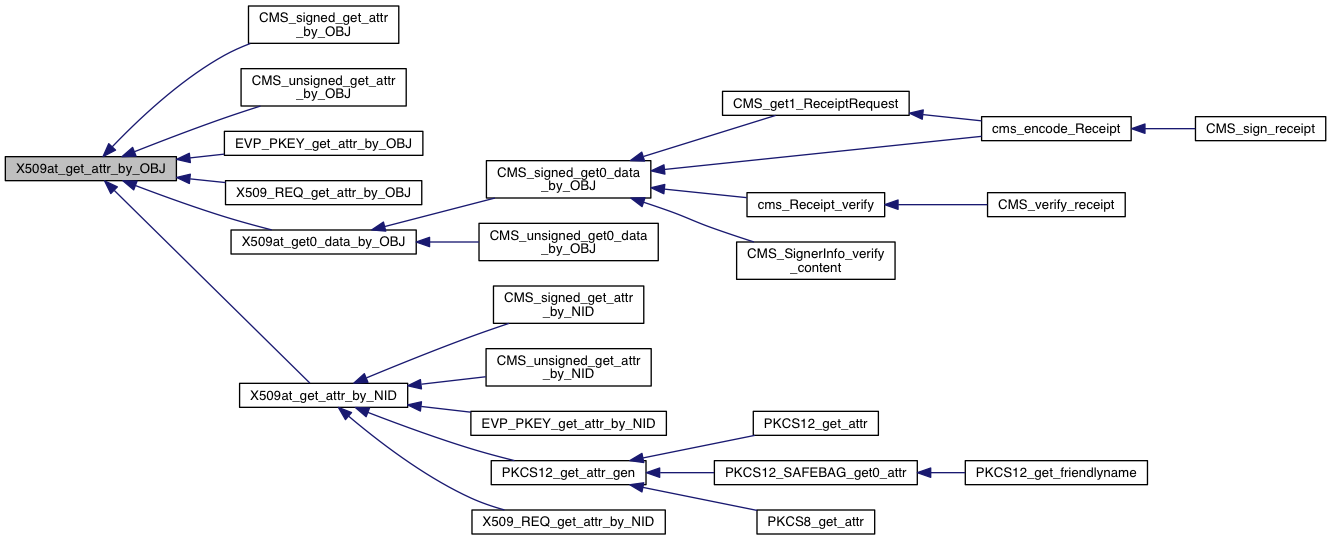 CMS_signed_get_attr
_by_OBJ
CMS_unsigned_get_attr
_by_OBJ
EVP_PKEY_get_attr_by_OBJ
X509at_get_attr_by_OBJ
X509_REQ_get_attr_by_OBJ
X509at_get0_data_by_OBJ
CMS_signed_get0_data
_by_OBJ
CMS_unsigned_get0_data
_by_OBJ
CMS_get1_ReceiptRequest
cms_encode_Receipt
CMS_sign_receipt
cms_Receipt_verify
CMS_verify_receipt
CMS_SignerInfo_verify
_content
X509at_get_attr_by_NID
CMS_signed_get_attr
_by_NID
CMS_unsigned_get_attr
_by_NID
EVP_PKEY_get_attr_by_NID
PKCS12_get_attr_gen
X509_REQ_get_attr_by_NID
PKCS12_get_attr
PKCS12_SAFEBAG_get0_attr
PKCS12_get_friendlyname
PKCS8_get_attr